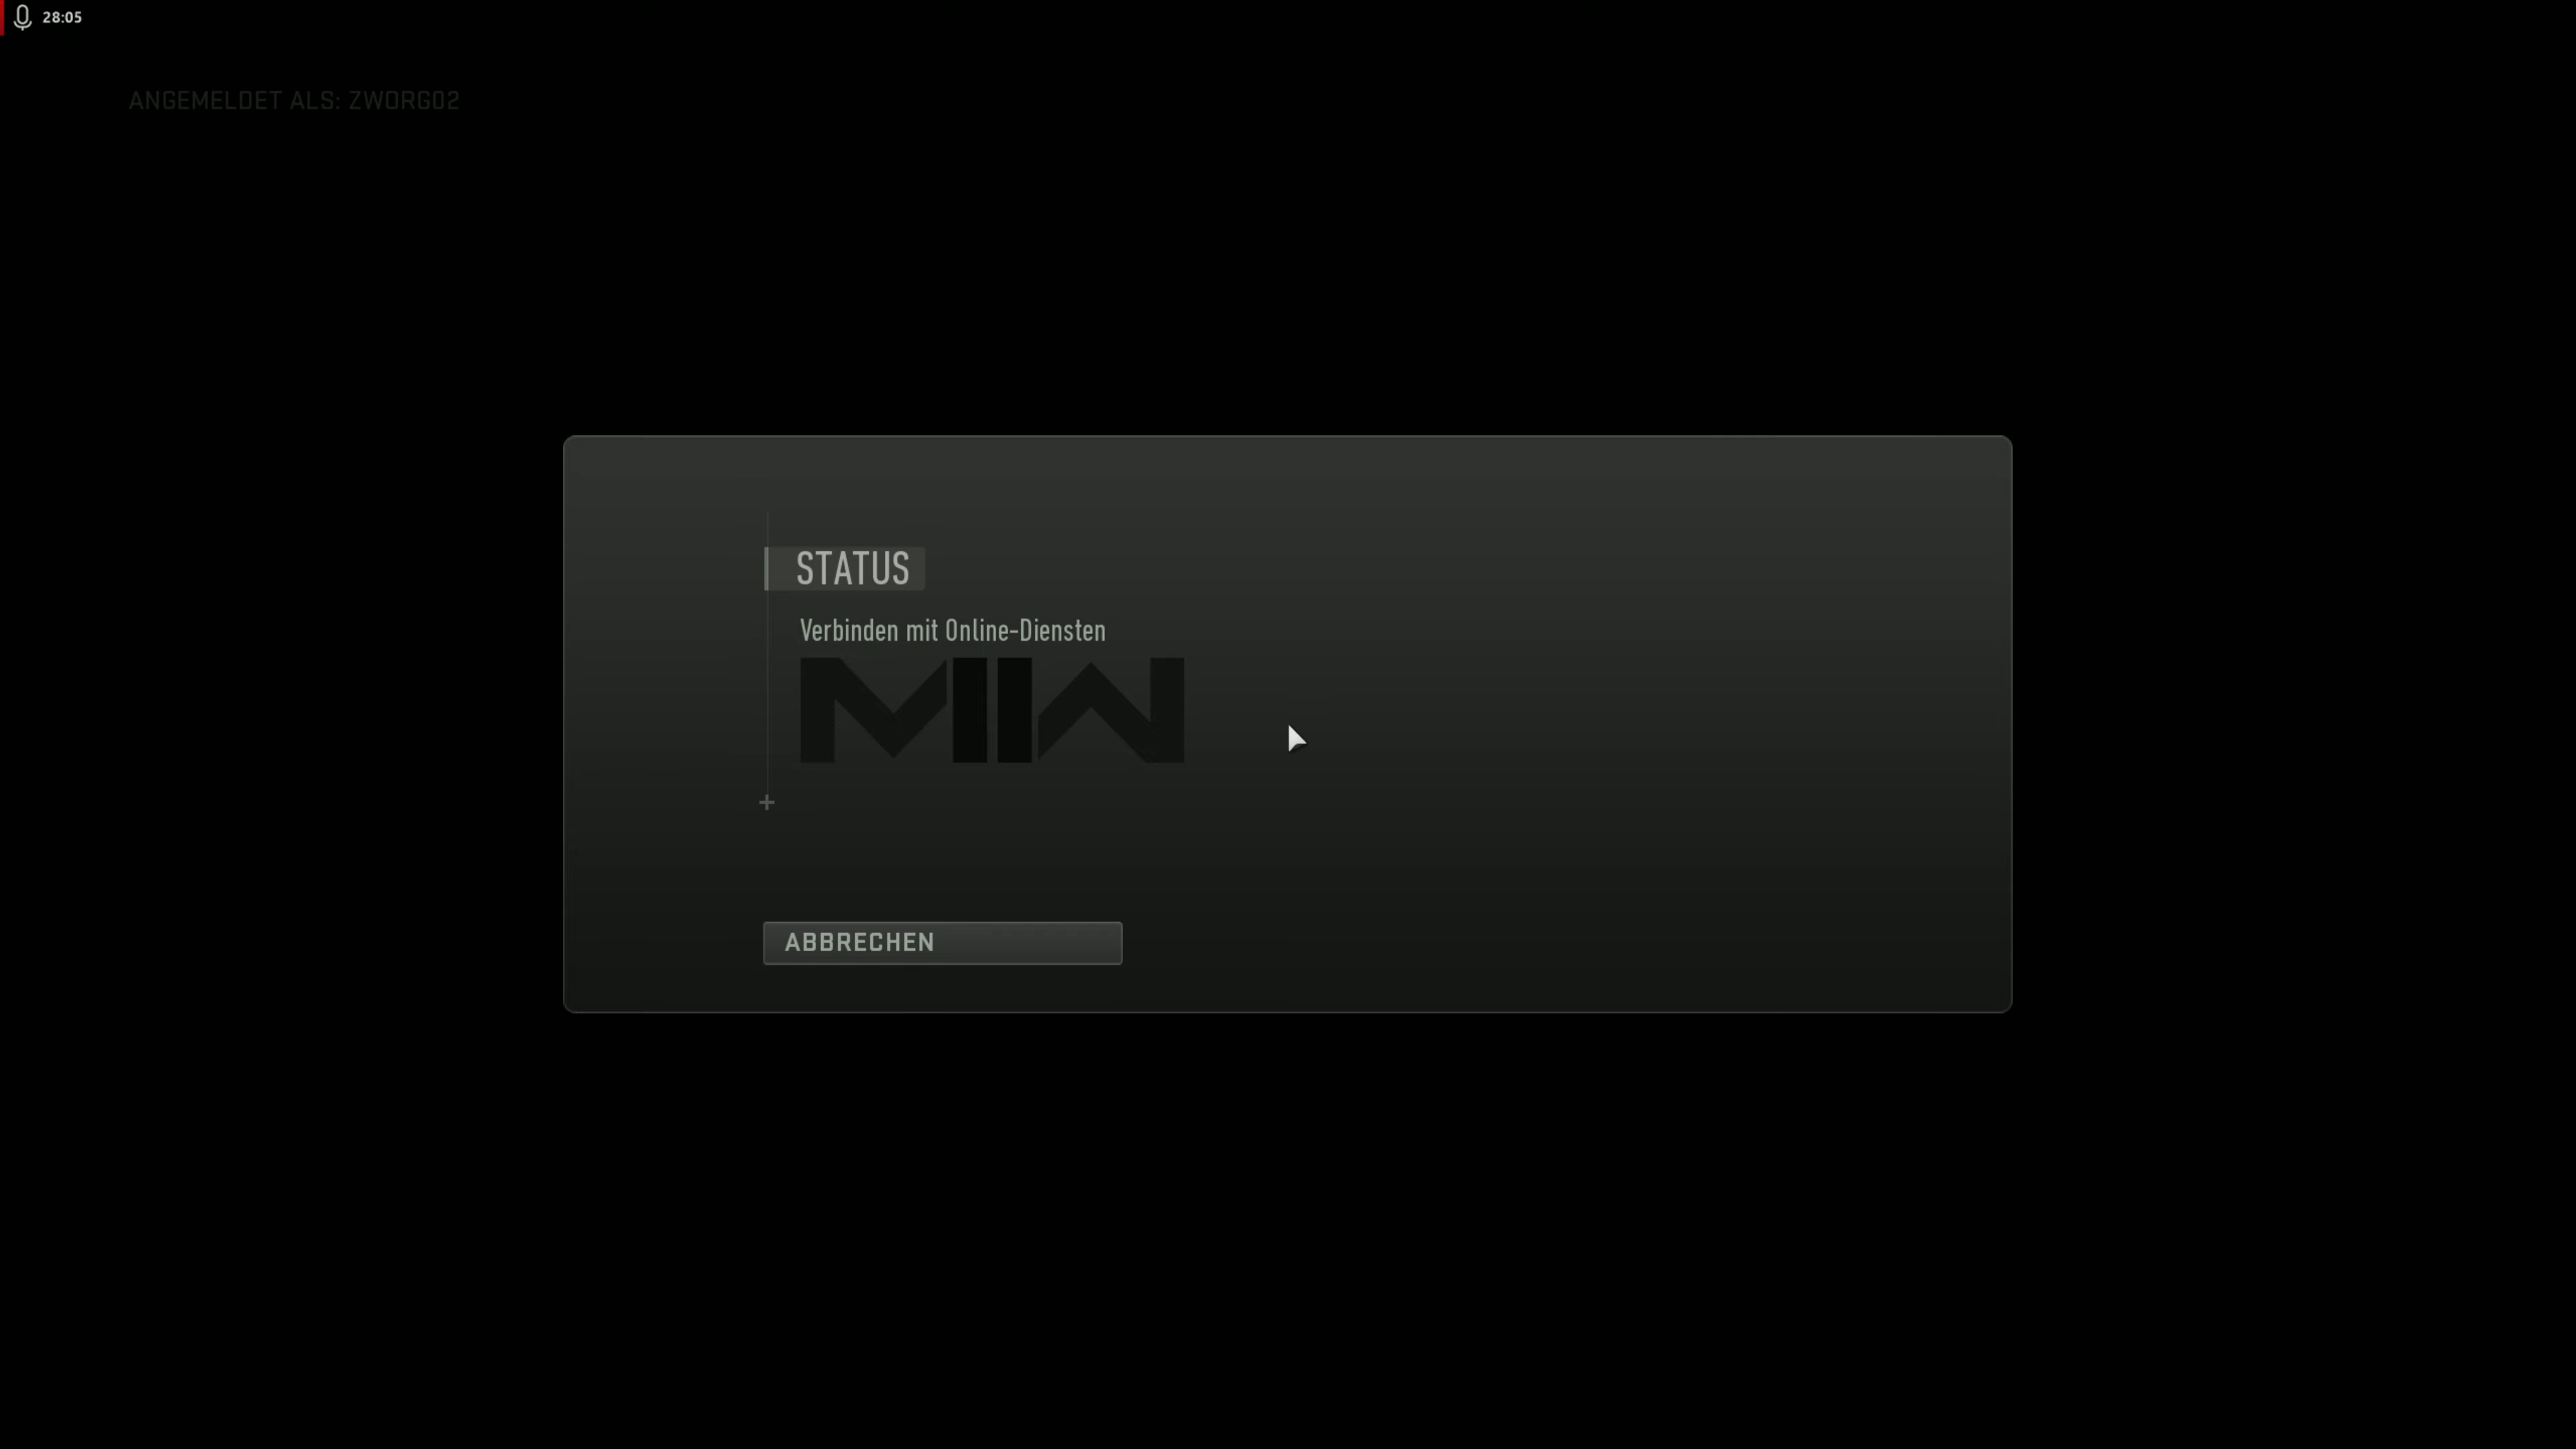 28:05
ANGEMELDET ALS: ZWORG02
STATUS
Verbinden mit Online-Diensten
MIIW
ABBRECHEN